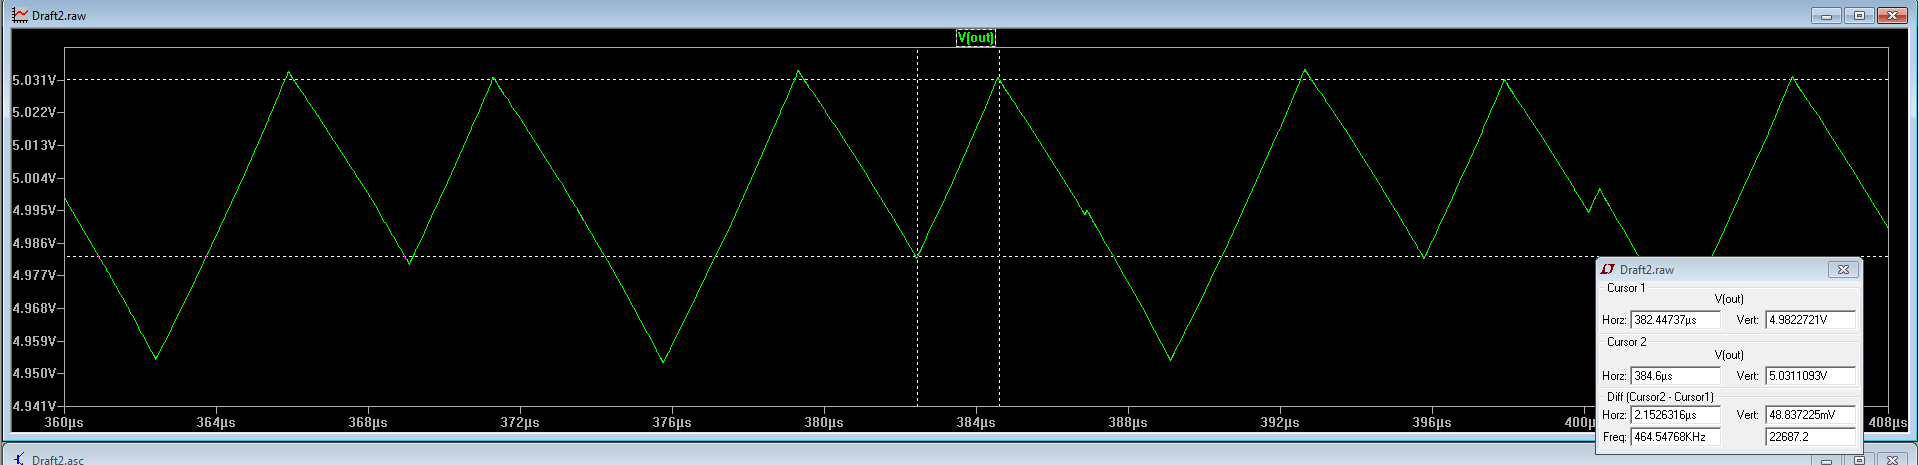 Draft2.raw
V(out)
5.031V
5.022V
5.013V
5.004V
4.995V
4.986V
4.977V
4.968V
4.959V
4.950V
4.941V
360µs 364µs 368µs 372µs 376µs 380µs 384µs 388µs 392µs 396µs 400µ 408µs
Draft2.raw
Cursor 1
V(out)
Horz: 382.44737µs Vert: 4.9822721V
Cursor 2
V(out)
Horz: 384.6µs Vert: 5.0311093V
Diff (Cursor2 - Cursor1)
Horz: 2.1526316µs Vert: 48.837225mV
Freq: 464.54768KHz 22687.2
Draft2.asc